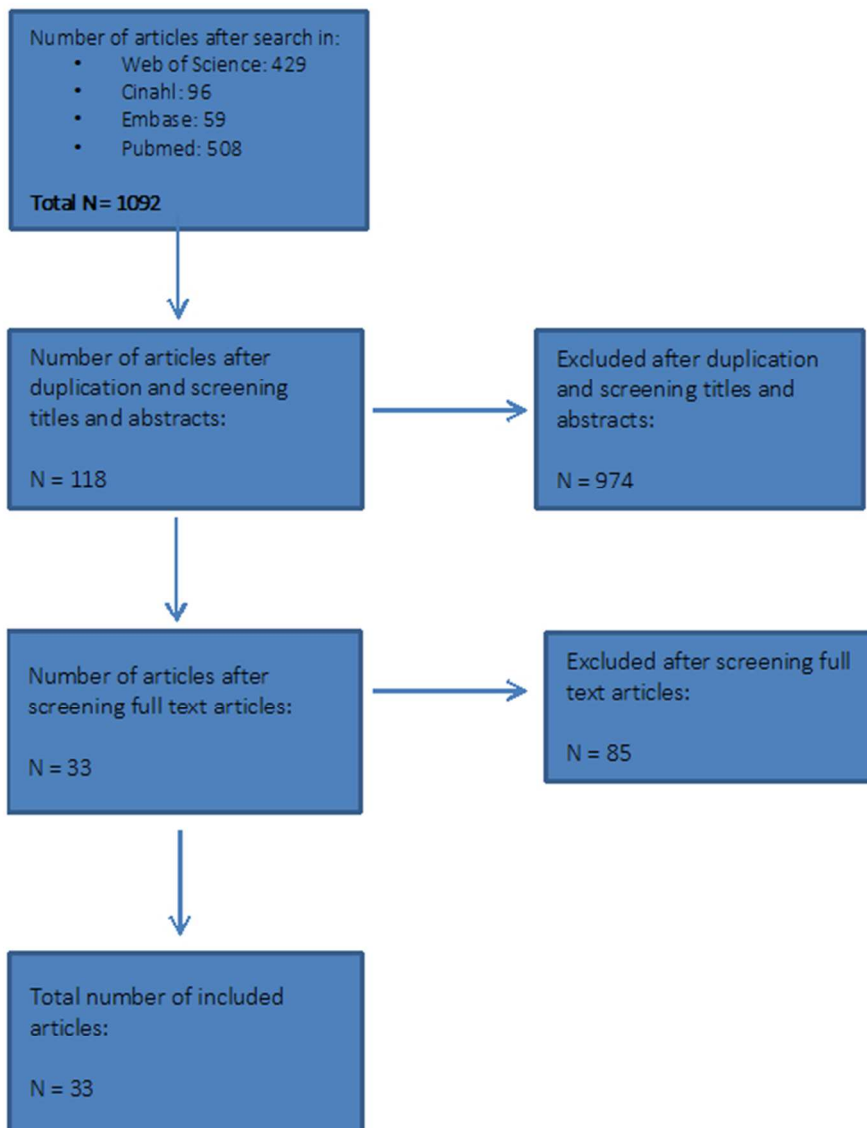 Number of articles after search in:
• Web of Science: 429
• Cinahl: 96
• Embase: 59
• Pubmed: 508
Total N= 1092
Number of articles after
duplication and screening
titles and abstracts:
N = 118
Excluded after duplication
and screening titles and
abstracts:
N = 974
Number of articles after
screening full text articles:
N = 33
Excluded after screening full
text articles:
N = 85
Total number of included
articles:
N = 33